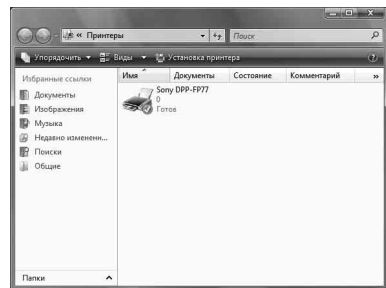 « Принтеры
Поиск
Упорядочить Виды Установка принтера
Избранные ссылки
Документы
Изображения
Музыка
Недавно изменени...
Поиски
Общие
Папки
Имя Документы Состояние Комментарий »
Sony DPP-FP77
0
Готов